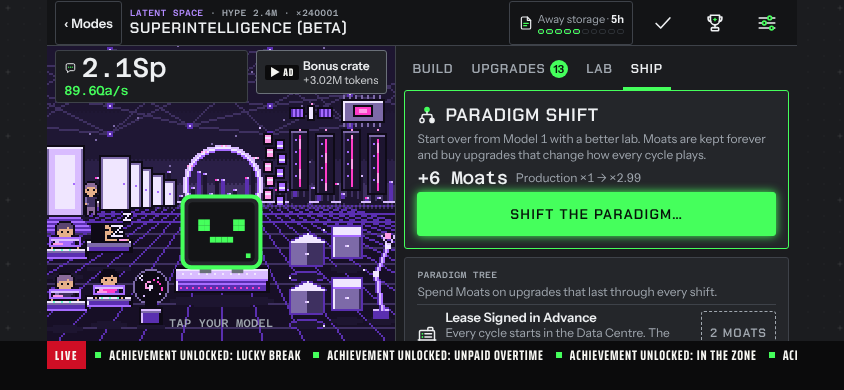 ‹ Modes
LATENT SPACE · HYPE 2.4M · ×240001
SUPERINTELLIGENCE (BETA)
Away storage · 5h
2.1Sp
89.6Qa/s
AD
Bonus crate
+3.02M tokens
BUILD UPGRADES 13 LAB SHIP
PARADIGM SHIFT
Start over from Model 1 with a better lab. Moats are kept forever
and buy upgrades that change how every cycle plays.
+6 Moats Production ×1 → ×2.99
SHIFT THE PARADIGM…
PARADIGM TREE
Spend Moats on upgrades that last through every shift.
Lease Signed in Advance
Every cycle starts in the Data Centre. The
2 MOATS
Z
Z
TAP YOUR MODEL
LIVE ACHIEVEMENT UNLOCKED: LUCKY BREAK ACHIEVEMENT UNLOCKED: UNPAID OVERTIME ACHIEVEMENT UNLOCKED: IN THE ZONE ACI